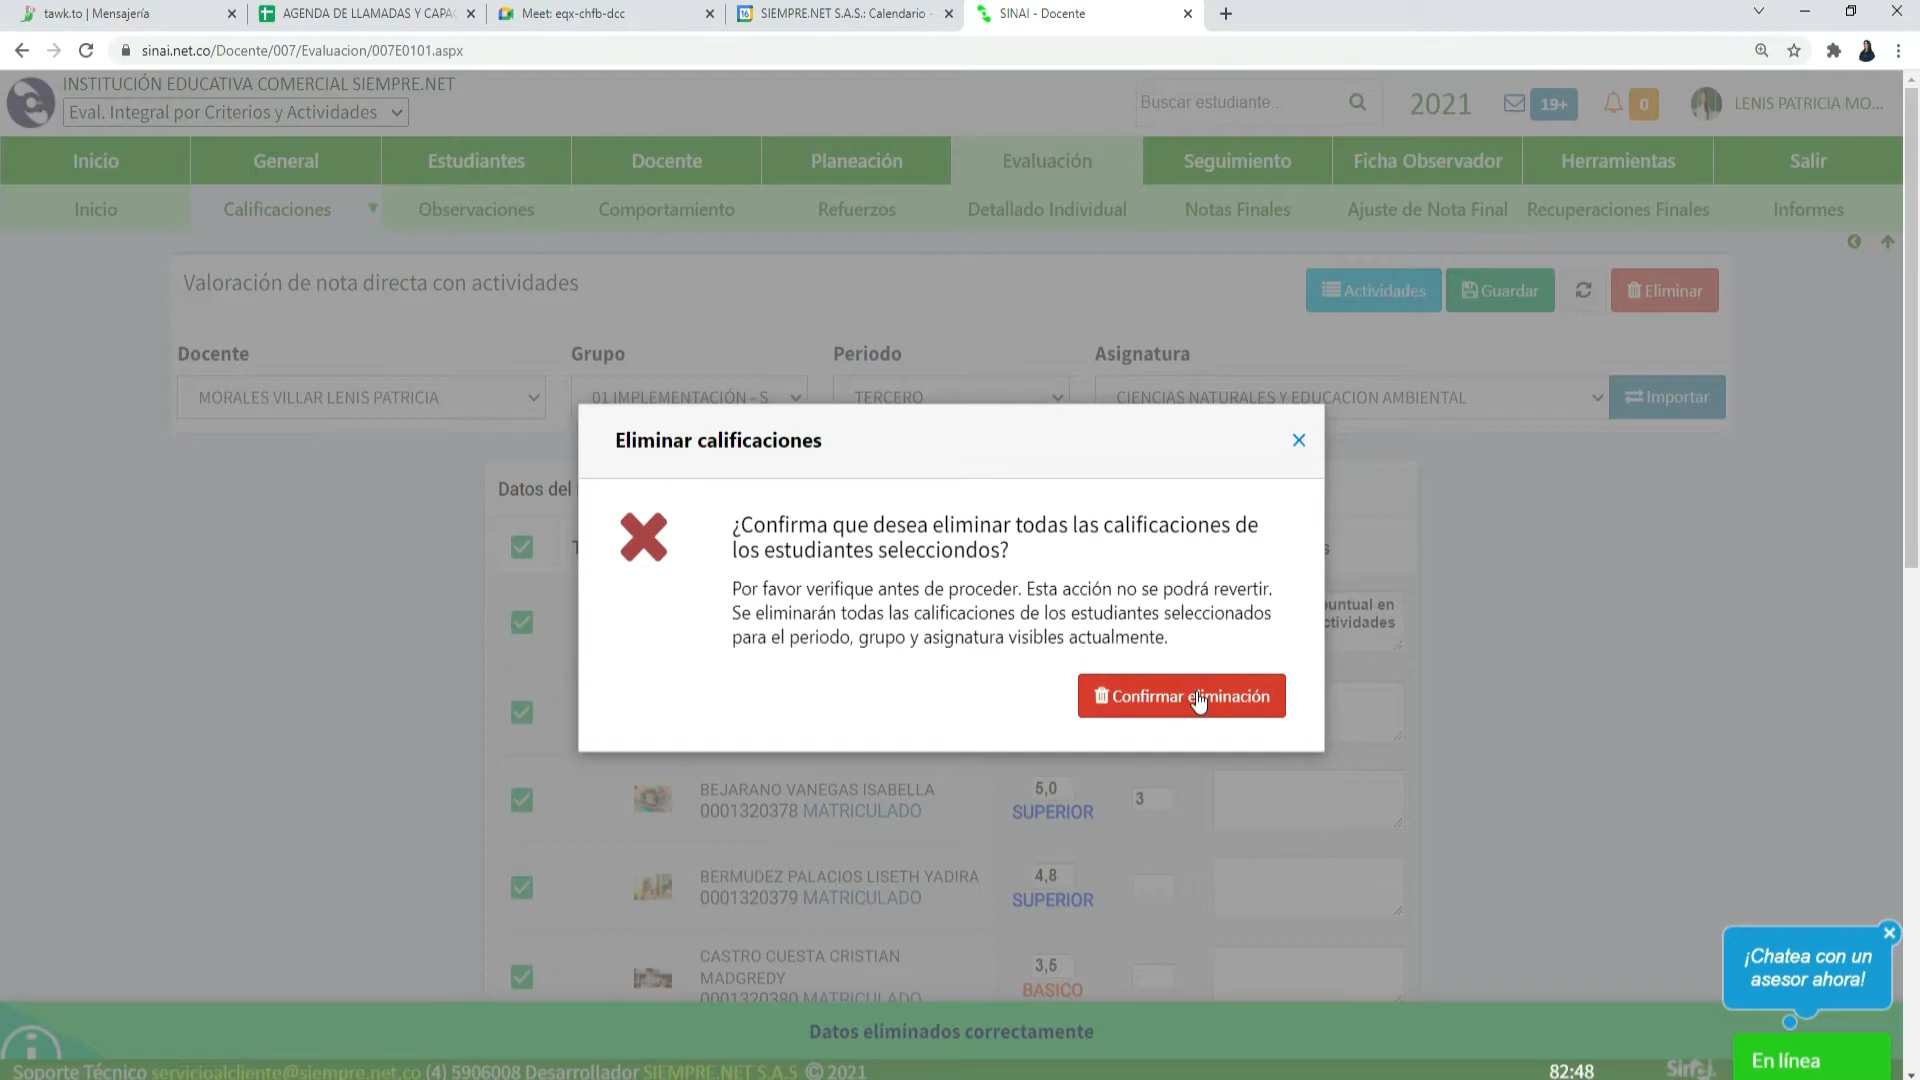 tawk.to | Mensajería
AGENDA DE LLAMADAS Y CAPA
Meet: eqx-chfb-dcc
SIEMPRE.NET S.A.S.: Calendario -
SINAI - Docente
sinai.net.co/Docente/007/Evaluacion/007E0101.aspx
INSTITUCIÓN EDUCATIVA COMERCIAL SIEMPRE.NET
Eval. Integral por Criterios y Actividades
Buscar estudiante...
2021
19+
0
LENIS PATRICIA MO...
Inicio
General
Estudiantes
Docente
Planeación
Evaluación
Seguimiento
Ficha Observador
Herramientas
Salir
Inicio
Calificaciones
Observaciones
Comportamiento
Refuerzos
Detallado Individual
Notas Finales
Ajuste de Nota Final
Recuperaciones Finales
Informes
Valoración de nota directa con actividades
Actividades
Guardar
Eliminar
Docente
Grupo
Periodo
Asignatura
MORALES VILLAR LENIS PATRICIA
01 IMPLEMENTACIÓN - S
TERCERO
CIENCIAS NATURALES Y EDUCACION AMBIENTAL
Importar
Datos del
Eliminar calificaciones
¿Confirma que desea eliminar todas las calificaciones de
los estudiantes selecciondos?
Por favor verifique antes de proceder. Esta acción no se podrá revertir.
Se eliminarán todas las calificaciones de los estudiantes seleccionados
para el periodo, grupo y asignatura visibles actualmente.
Confirmar eliminación
puntual en
ctividades
BEJARANO VANEGAS ISABELLA
0001320378 MATRICULADO
5,0
SUPERIOR
3
BERMUDEZ PALACIOS LISETH YADIRA
0001320379 MATRICULADO
4,8
SUPERIOR
CASTRO CUESTA CRISTIAN
MADGREDY
0001320380 MATRICULADO
3,5
BASICO
¡Chatea con un
asesor ahora!
Datos eliminados correctamente
En línea
Soporte Técnico servicioalcliente@siempre.net.co (4) 5906008 Desarrollador SIEMPRE.NET S.A.S © 2021
82:48